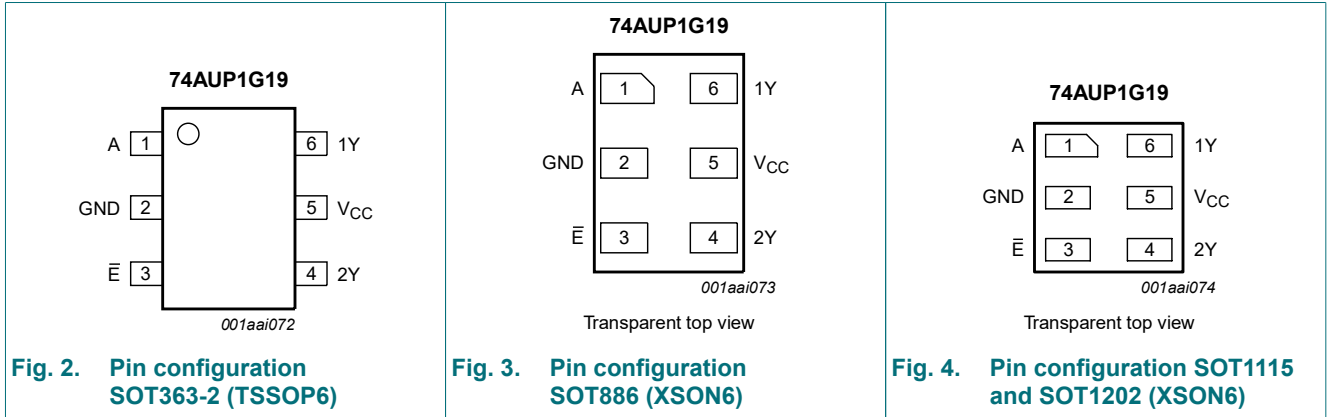 74AUP1G19
A 1 6 1Y
GND 2 5 VCC
E̅ 3 4 2Y
001aai072
Fig. 2. Pin configuration
SOT363-2 (TSSOP6)
74AUP1G19
A 1 6 1Y
GND 2 5 VCC
E̅ 3 4 2Y
001aai073
Transparent top view
Fig. 3. Pin configuration
SOT886 (XSON6)
74AUP1G19
A 1 6 1Y
GND 2 5 VCC
E̅ 3 4 2Y
001aai074
Transparent top view
Fig. 4. Pin configuration SOT1115
and SOT1202 (XSON6)